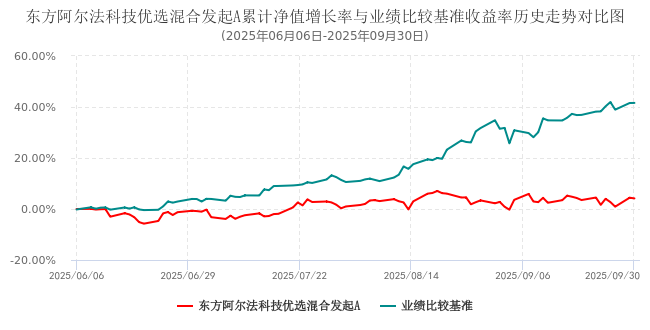 东方阿尔法科技优选混合发起A累计净值增长率与业绩比较基准收益率历史走势对比图
(2025年06月06日-2025年09月30日)
60.00%
40.00%
20.00%
0.00%
-20.00%
2025/06/06 2025/06/29 2025/07/22 2025/08/14 2025/09/06 2025/09/30
东方阿尔法科技优选混合发起A 业绩比较基准